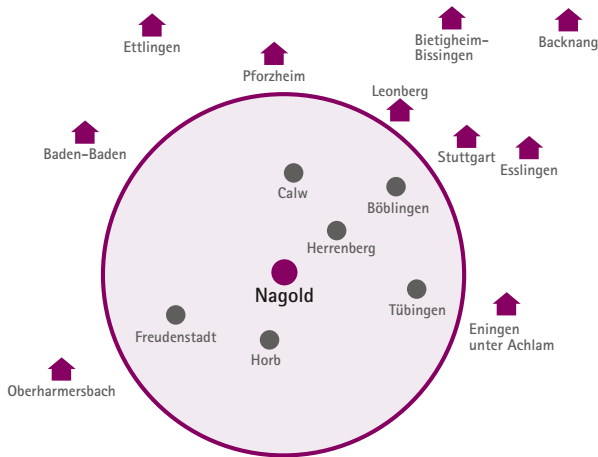 Ettlingen
Bietigheim-
Bissingen
Backnang
Pforzheim
Leonberg
Baden-Baden
Stuttgart
Esslingen
Calw
Böblingen
Herrenberg
Nagold
Tübingen
Freudenstadt
Eningen
unter Achlam
Horb
Oberharmersbach